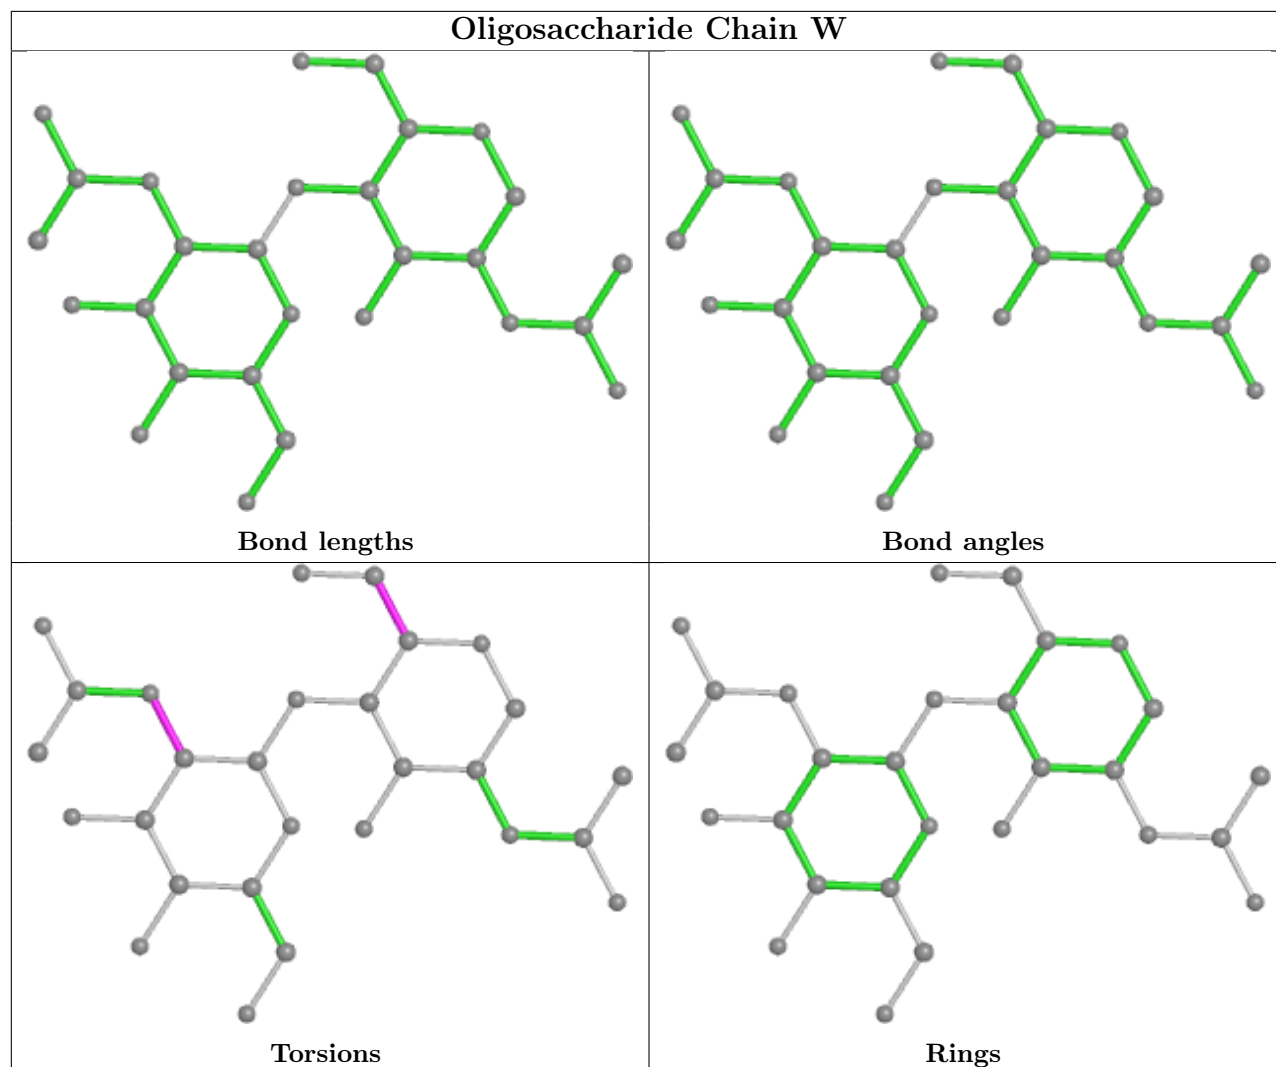 Oligosaccharide Chain W
Bond lengths
Bond angles
Torsions
Rings